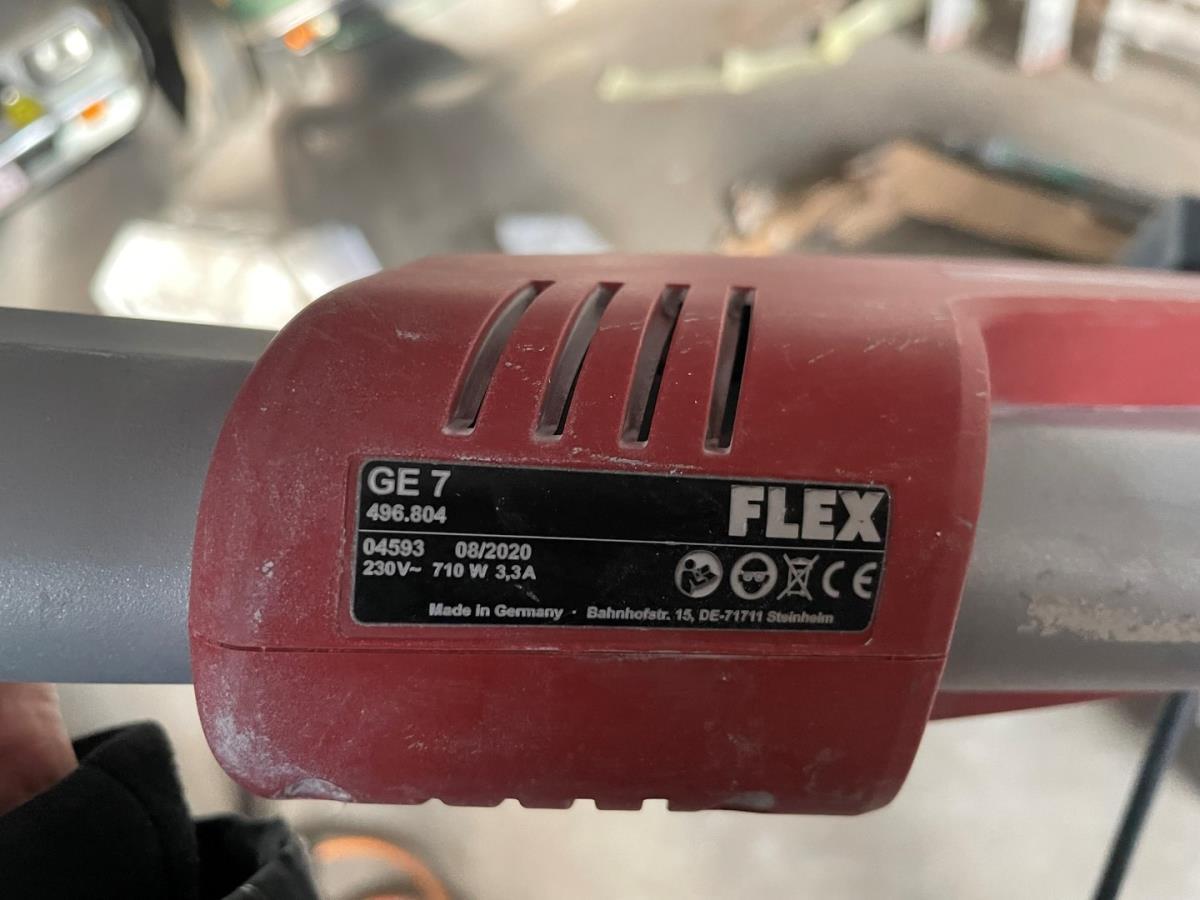 GE 7
FLEX
496.804
04593 08/2020
230V~ 710 W 3,3A
CE
Made in Germany · Bahnhofstr. 15, DE-71711 Steinheim